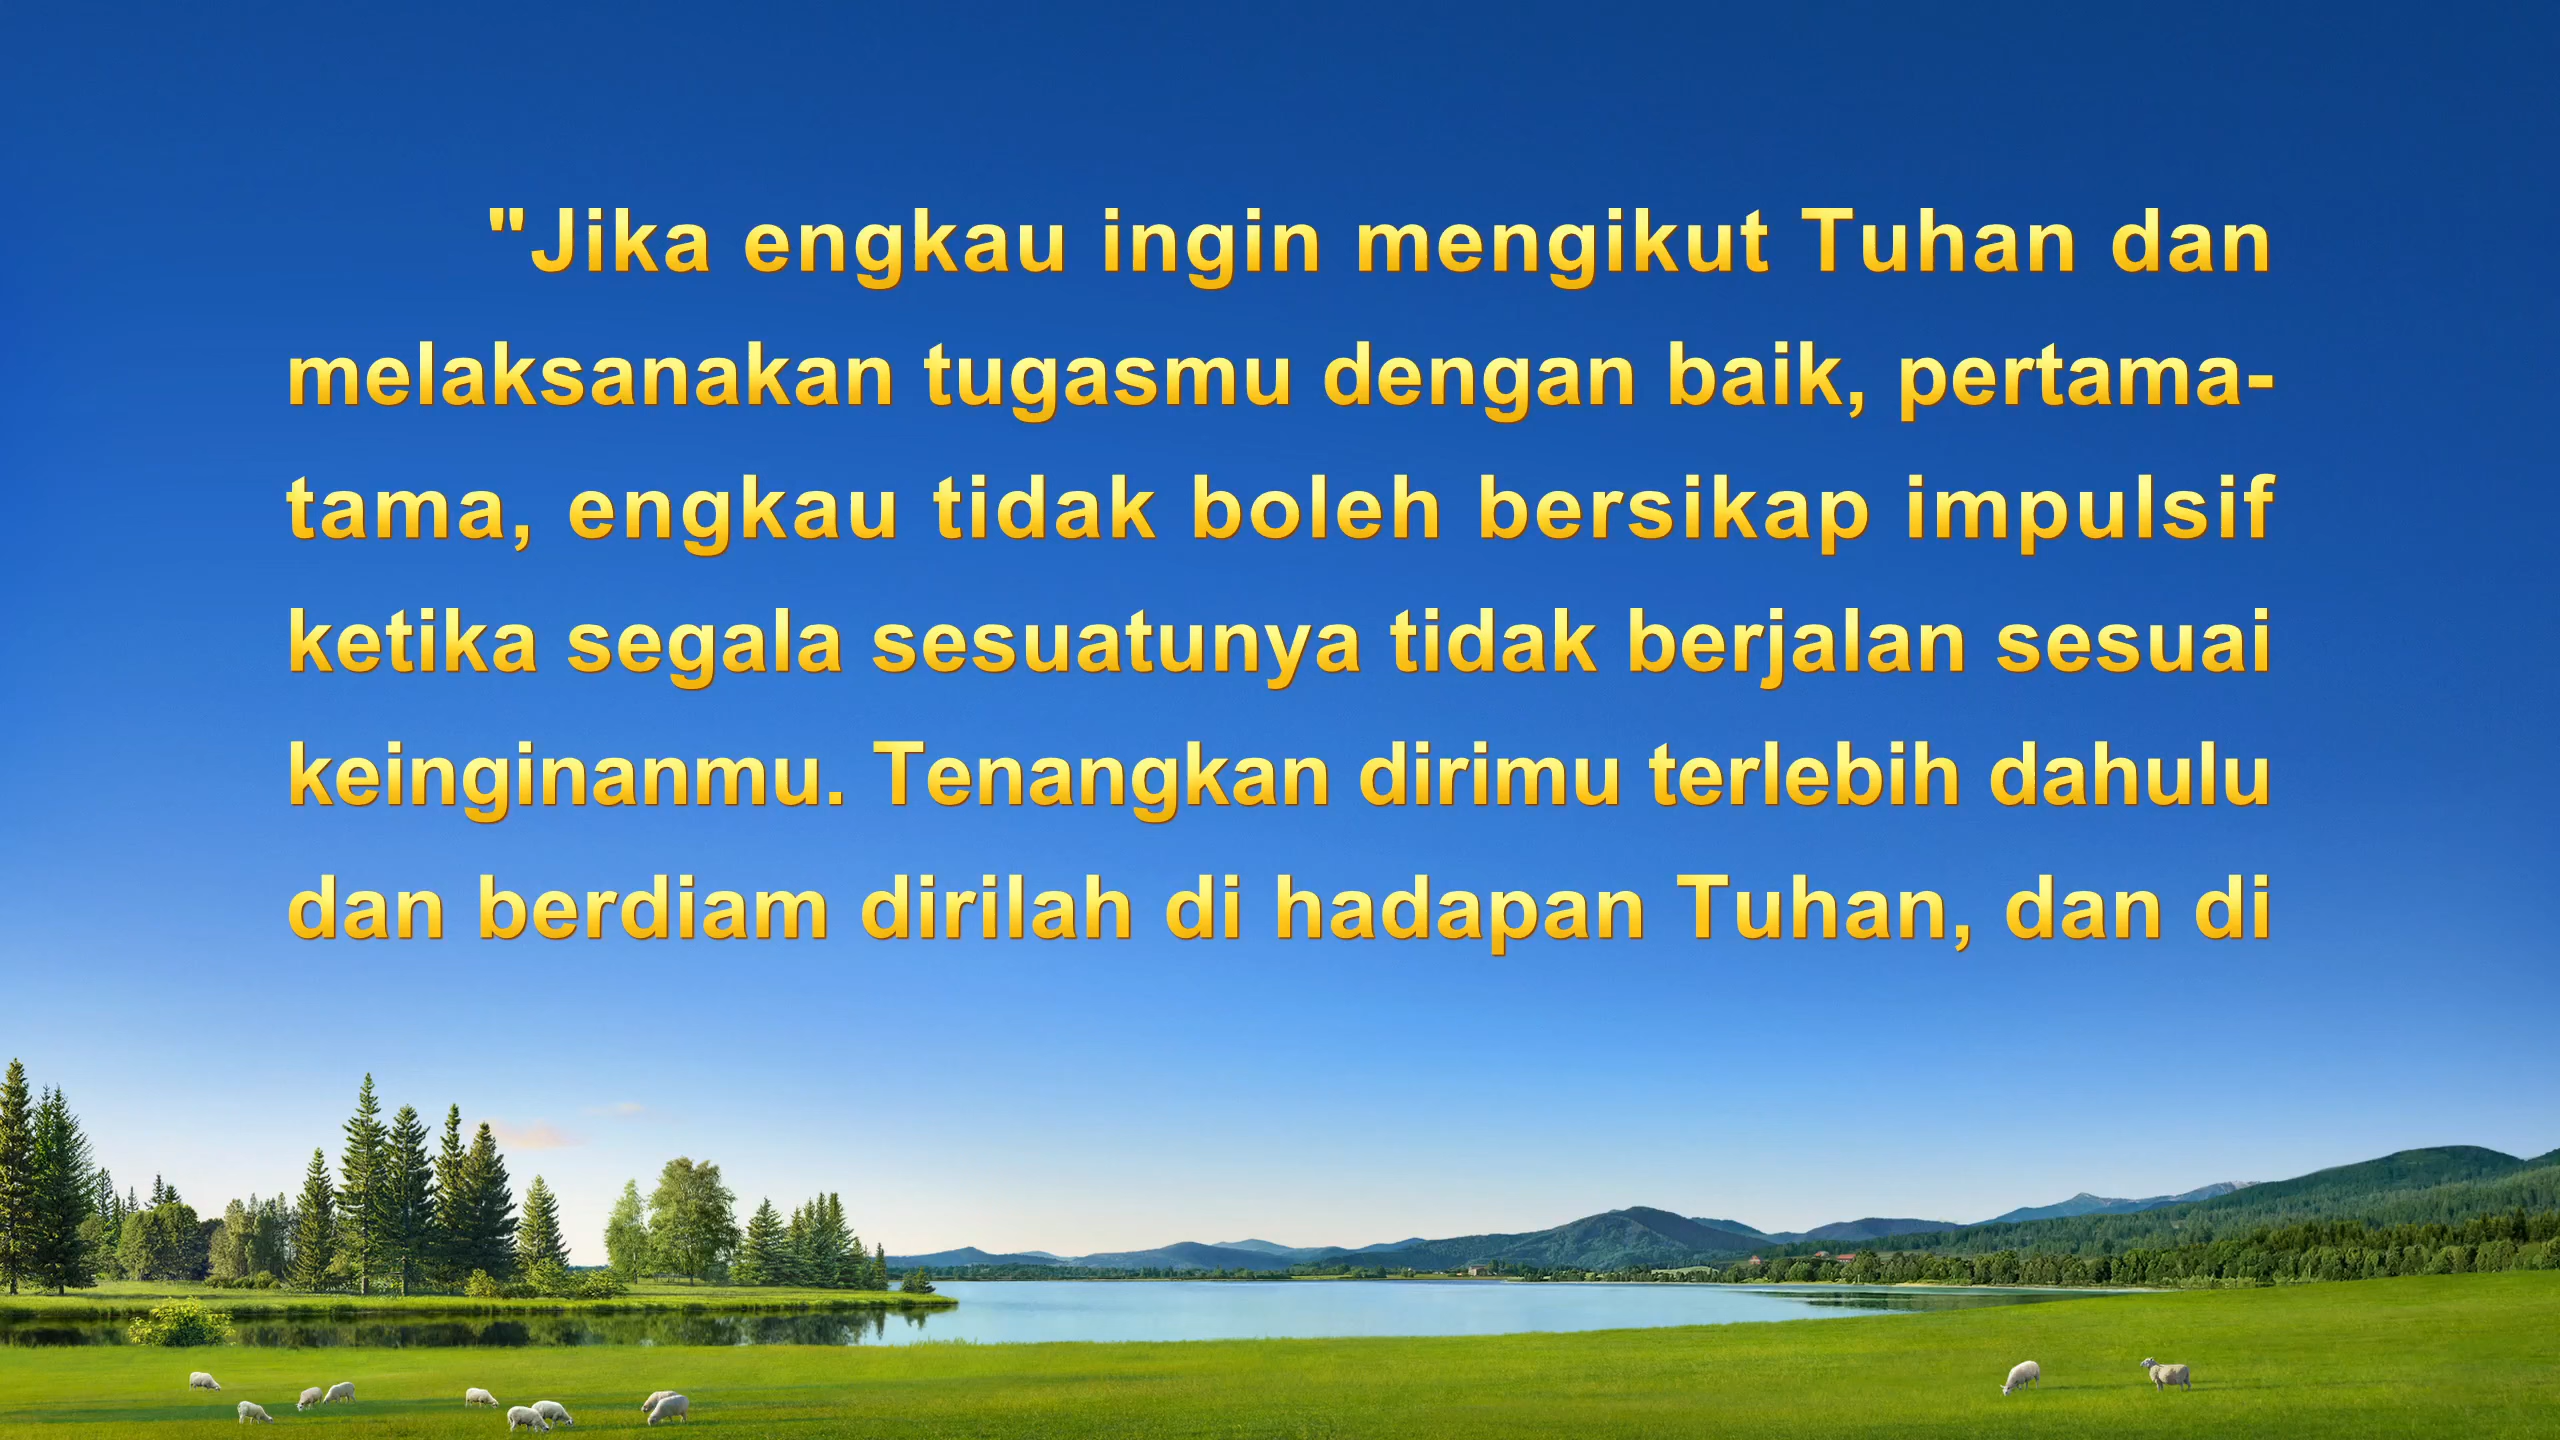 "Jika engkau ingin mengikut Tuhan dan
melaksanakan tugasmu dengan baik, pertama-
tama, engkau tidak boleh bersikap impulsif
ketika segala sesuatunya tidak berjalan sesuai
keinginanmu. Tenangkan dirimu terlebih dahulu
dan berdiam dirilah di hadapan Tuhan, dan di